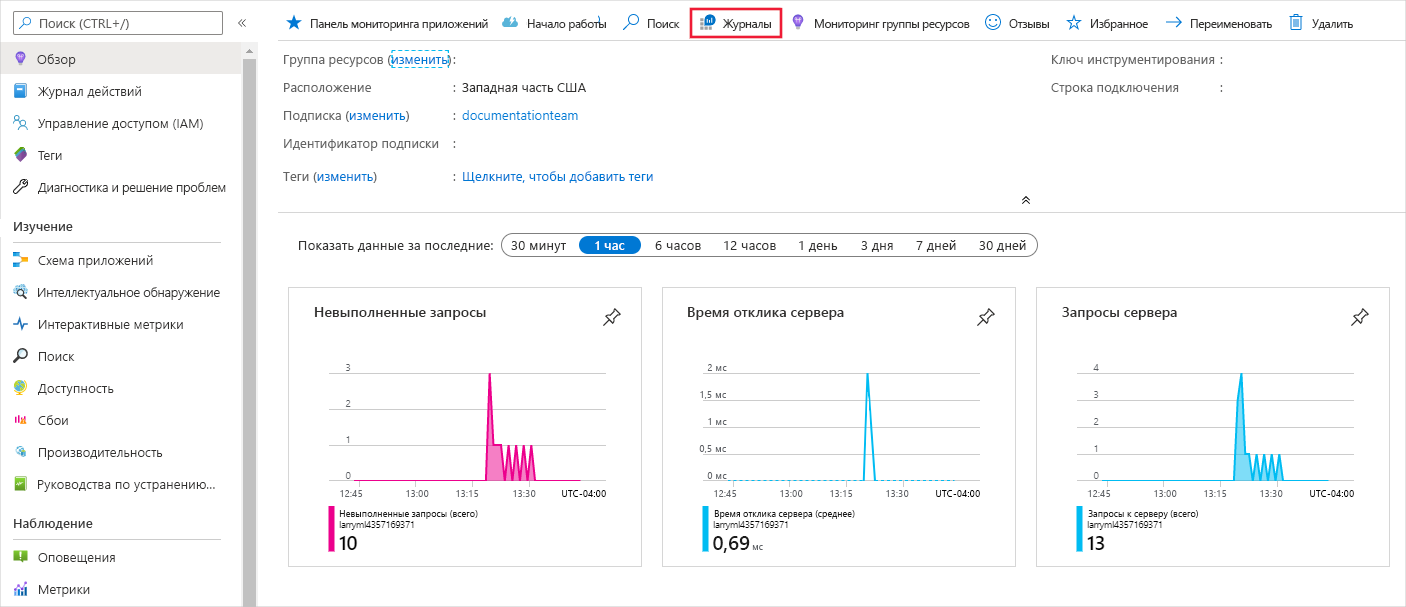 Поиск (CTRL+/)
«
Обзор
Журнал действий
Управление доступом (IAM)
Теги
Диагностика и решение проблем
Изучение
Схема приложений
Интеллектуальное обнаружение
Интерактивные метрики
Поиск
Доступность
Сбои
Производительность
Руководства по устранению...
Наблюдение
Оповещения
Метрики
Панель мониторинга приложений
Начало работы
Поиск
Журналы
Мониторинг группы ресурсов
Отзывы
Избранное
Переименовать
Удалить
Группа ресурсов (изменить) :
Расположение : Западная часть США
Подписка (изменить) : documentationteam
Идентификатор подписки :
Теги (изменить) : Щелкните, чтобы добавить теги
Ключ инструментирования :
Строка подключения :
Показать данные за последние: 30 минут 1 час 6 часов 12 часов 1 день 3 дня 7 дней 30 дней
Невыполненные запросы
3
2
1
0
12:45 13:00 13:15 13:30 UTC-04:00
Невыполненные запросы (всего)
larryml4357169371
10
Время отклика сервера
2 мс
1,5 мс
1 мс
0,5 мс
0 мс
12:45 13:00 13:15 13:30 UTC-04:00
Время отклика сервера (среднее)
larryml4357169371
0,69 мс
Запросы сервера
4
3
2
1
0
12:45 13:00 13:15 13:30 UTC-04:00
Запросы к серверу (всего)
larryml4357169371
13